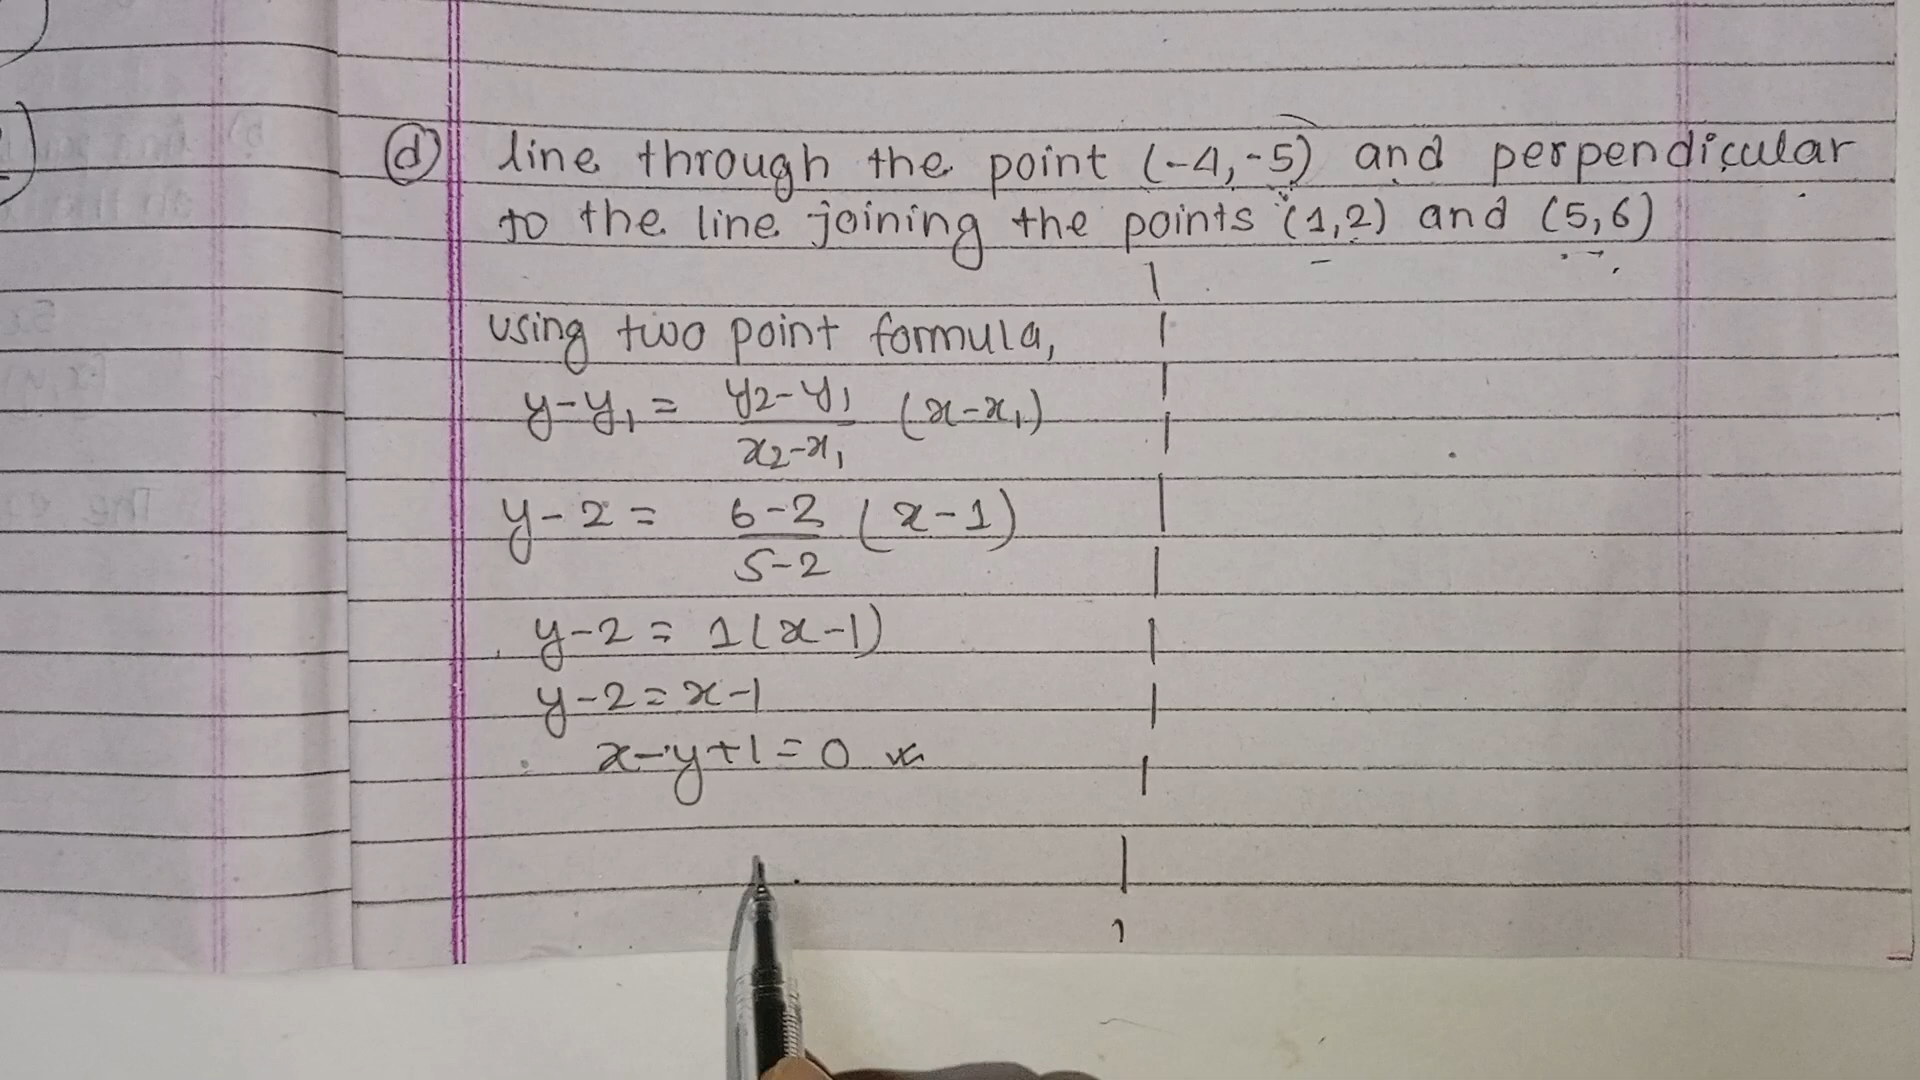 (d) line through the point (-4,-5) and perpendicular
to the line joining the points (1,2) and (5,6)
using two point formula,
y-y₁ = y₂-y₁/x₂-x₁ (x-x₁)
y-2 = 6-2/5-2 (x-1)
y-2 = 1(x-1)
y-2=x-1
x-y+1=0